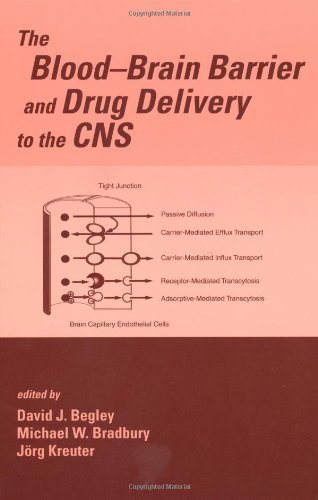 The
Blood–Brain Barrier
and Drug Delivery
to the CNS
Tight Junction
Passive Diffusion
Carrier-Mediated Efflux Transport
Carrier-Mediated Influx Transport
Receptor-Mediated Transcytosis
Adsorptive-Mediated Transcytosis
Brain Capillary Endothelial Cells
edited by
David J. Begley
Michael W. Bradbury
Jörg Kreuter